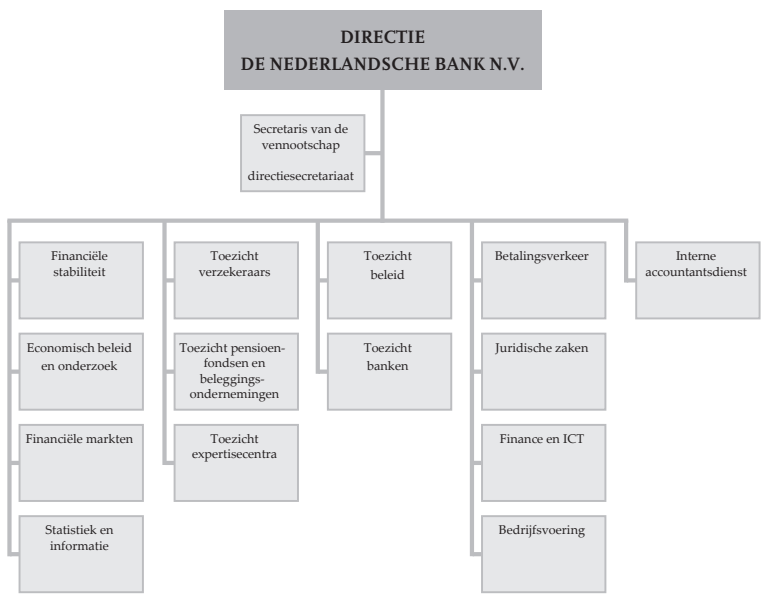 DIRECTIE
DE NEDERLANDSCHE BANK N.V.
Secretaris van de
vennootschap
directiesecretariaat
Financiële
stabiliteit
Economisch beleid
en onderzoek
Financiële markten
Statistiek en
informatie
Toezicht
verzekeraars
Toezicht pensioen-
fondsen en
beleggings-
ondernemingen
Toezicht
expertisecentra
Toezicht
beleid
Toezicht
banken
Betalingsverkeer
Juridische zaken
Finance en ICT
Bedrijfsvoering
Interne
accountantsdienst